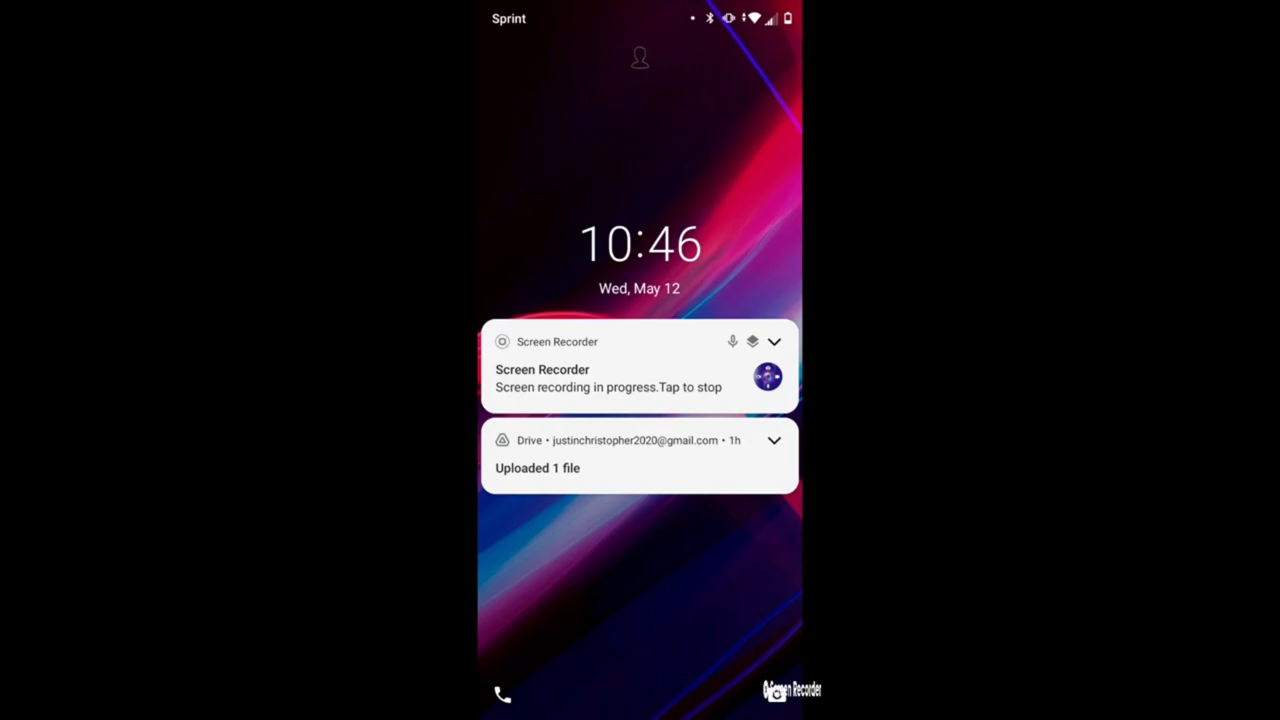 Sprint
10:46
Wed, May 12
Screen Recorder
Screen Recorder
Screen recording in progress.Tap to stop
Drive • justinchristopher2020@gmail.com • 1h
Uploaded 1 file
Recorder